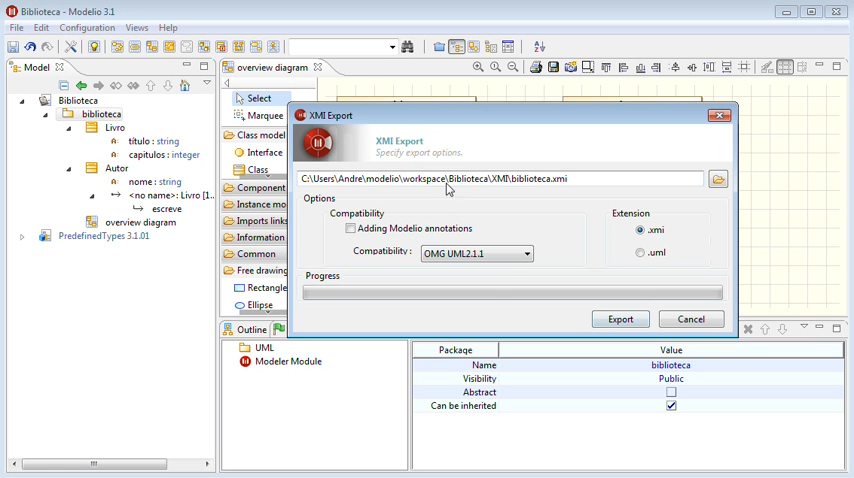 Biblioteca - Modelio 3.1
File Edit Configuration Views Help
Model
overview diagram
Biblioteca
biblioteca
Livro
título : string
capitulos : integer
Autor
nome : string
<no name>: Livro [1..
escreve
overview diagram
PredefinedTypes 3.1.01
Select
Marquee
Class model
Interface
Class
Component
Instance mo
Imports links
Information
Common
Free drawing
Rectangle
Ellipse
XMI Export
XMI Export
Specify export options.
C:\Users\Andre\modelio\workspace\Biblioteca\XMI\biblioteca.xmi
Options
Compatibility
Adding Modelio annotations
Compatibility : OMG UML2.1.1
Extension
.xmi
.uml
Progress
Export Cancel
Outline
UML
Modeler Module
Package Value
Name biblioteca
Visibility Public
Abstract
Can be inherited